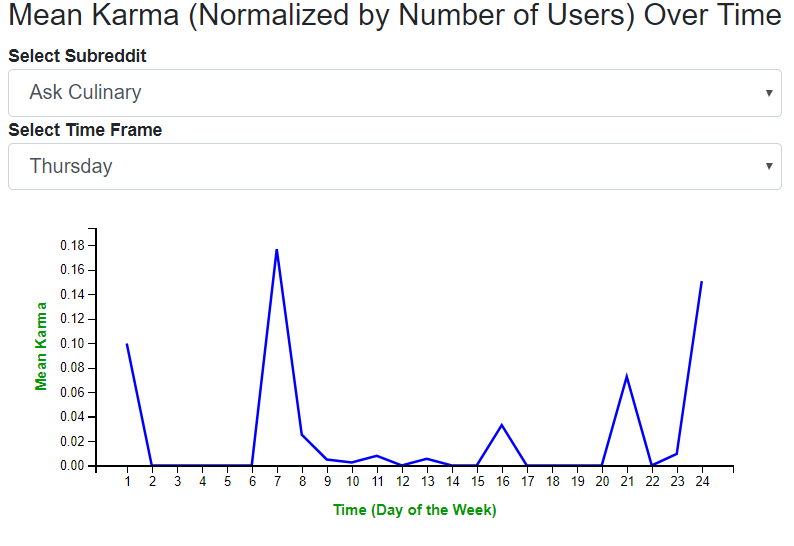 Mean Karma (Normalized by Number of Users) Over Time
Select Subreddit
Ask Culinary
Select Time Frame
Thursday
0.18
0.16
0.14
0.12
0.10
0.08
0.06
0.04
0.02
0.00
Mean Karma
1 2 3 4 5 6 7 8 9 10 11 12 13 14 15 16 17 18 19 20 21 22 23 24
Time (Day of the Week)